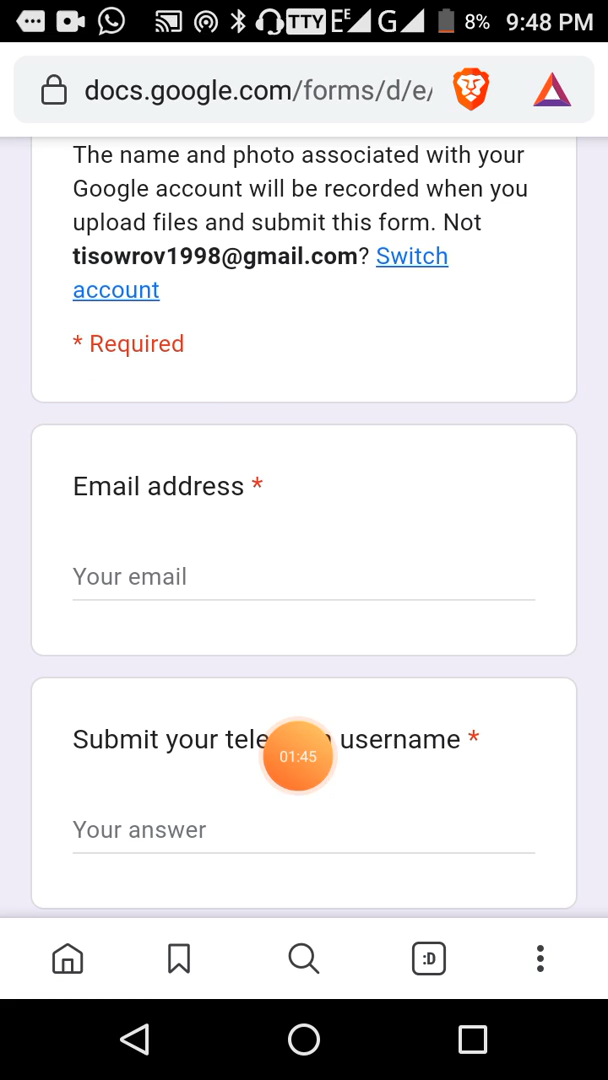 TTY E E G 8% 9:48 PM
docs.google.com/forms/d/e/
The name and photo associated with your
Google account will be recorded when you
upload files and submit this form. Not
tisowrov1998@gmail.com? Switch
account
* Required
Email address *
Your email
Submit your username *
01:45
Your answer
:D